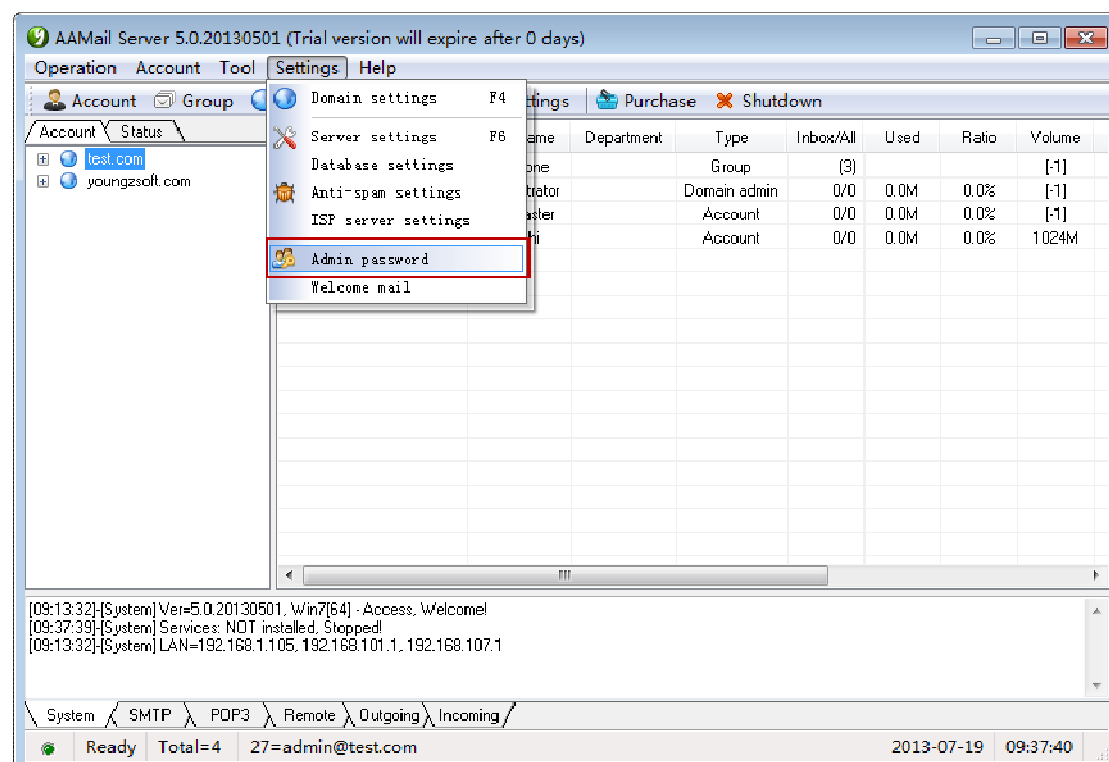 AAMail Server 5.0.20130501 (Trial version will expire after 0 days)
Operation Account Tool Settings Help
Account Group Purchase Shutdown
Domain settings F4
Server settings F6
Database settings
Anti-spam settings
ISP server settings
Admin password
Welcome mail
Account Status
test.com
youngzsoft.com
Department Type Inbox/All Used Ratio Volume
Group (3) [-1]
Domain admin 0/0 0.0M 0.0% [-1]
Account 0/0 0.0M 0.0% [-1]
Account 0/0 0.0M 0.0% 1024M
[09:13:32]-[System] Ver=5.0.20130501, Win7[64] - Access, Welcome!
[09:37:39]-[System] Services: NOT installed, Stopped!
[09:13:32]-[System] LAN=192.168.1.105, 192.168.101.1, 192.168.107.1
System SMTP POP3 Remote Outgoing Incoming
Ready Total=4 27=admin@test.com 2013-07-19 09:37:40